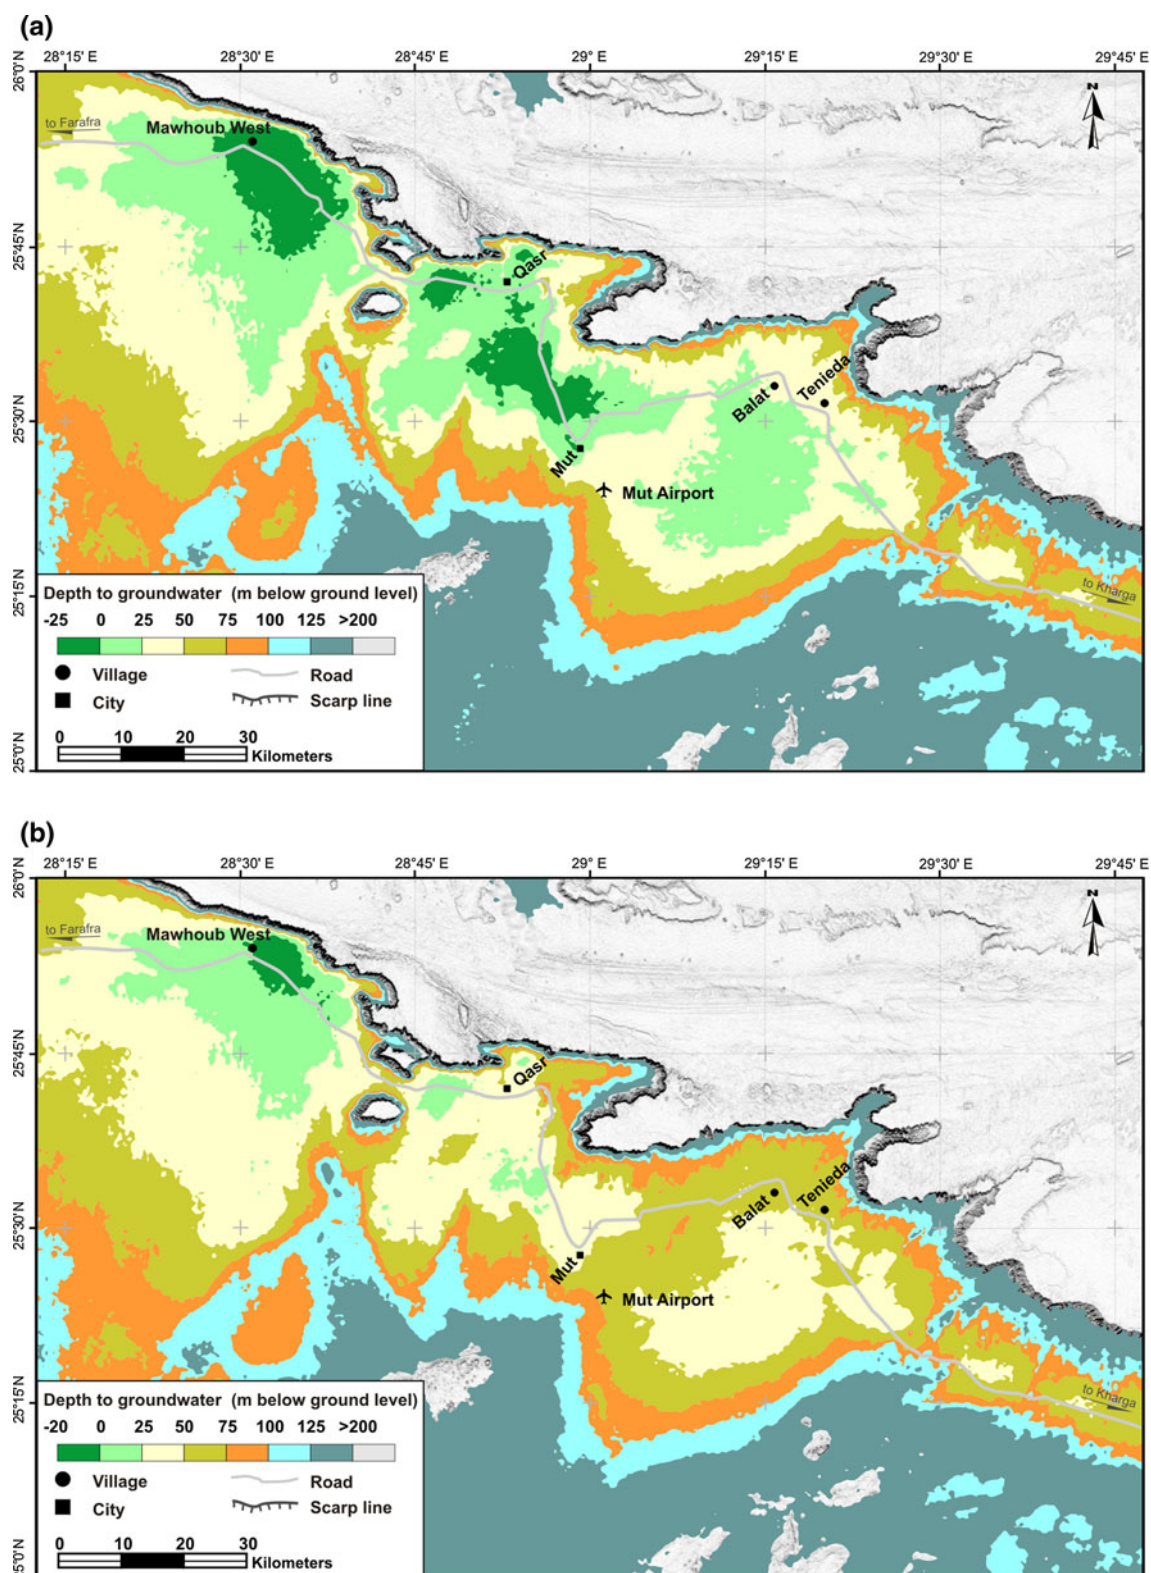 (a)
28°15' E 28°30' E 28°45' E 29° E 29°15' E 29°30' E 29°45' E
26°0'N
to Farafra
Mawhoub West
N
25°45'N
Qasr
Tenieda
Balat
25°30'N
Mut
Mut Airport
to Kharga
25°15'N
Depth to groundwater (m below ground level)
-25 0 25 50 75 100 125 >200
Village Road
City Scarp line
0 10 20 30
Kilometers
25°0'N
(b)
28°15' E 28°30' E 28°45' E 29° E 29°15' E 29°30' E 29°45' E
26°0'N
to Farafra
Mawhoub West
N
25°45'N
Qasr
Tenieda
Balat
25°30'N
Mut
Mut Airport
to Kharga
25°15'N
Depth to groundwater (m below ground level)
-20 0 25 50 75 100 125 >200
Village Road
City Scarp line
0 10 20 30
Kilometers
25°0'N